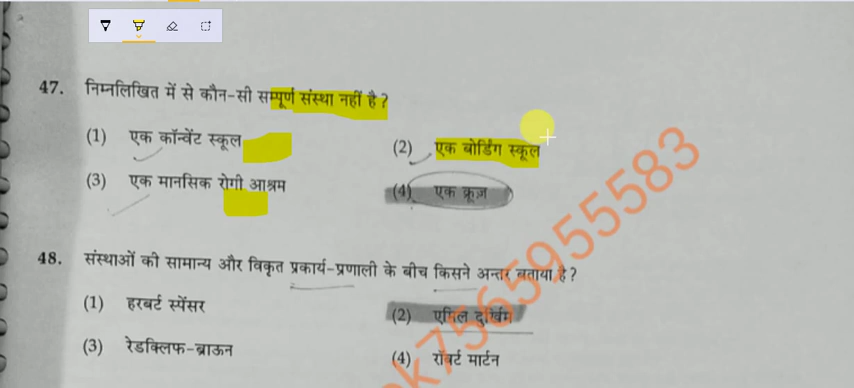 47. निम्नलिखित में से कौन-सी सम्पूर्ण संस्था नहीं है?
(1) एक कॉन्वेंट स्कूल
(2) एक बोर्डिंग स्कूल
(3) एक मानसिक रोगी आश्रम
(4) एक क्रूज़
48. संस्थाओं की सामान्य और विकृत प्रकार्य-प्रणाली के बीच किसने अन्तर बताया है?
(1) हरबर्ट स्पेंसर
(2) एमिल दुर्खिम
(3) रेडक्लिफ-ब्राऊन
(4) रॉबर्ट मार्टन
k7565955583